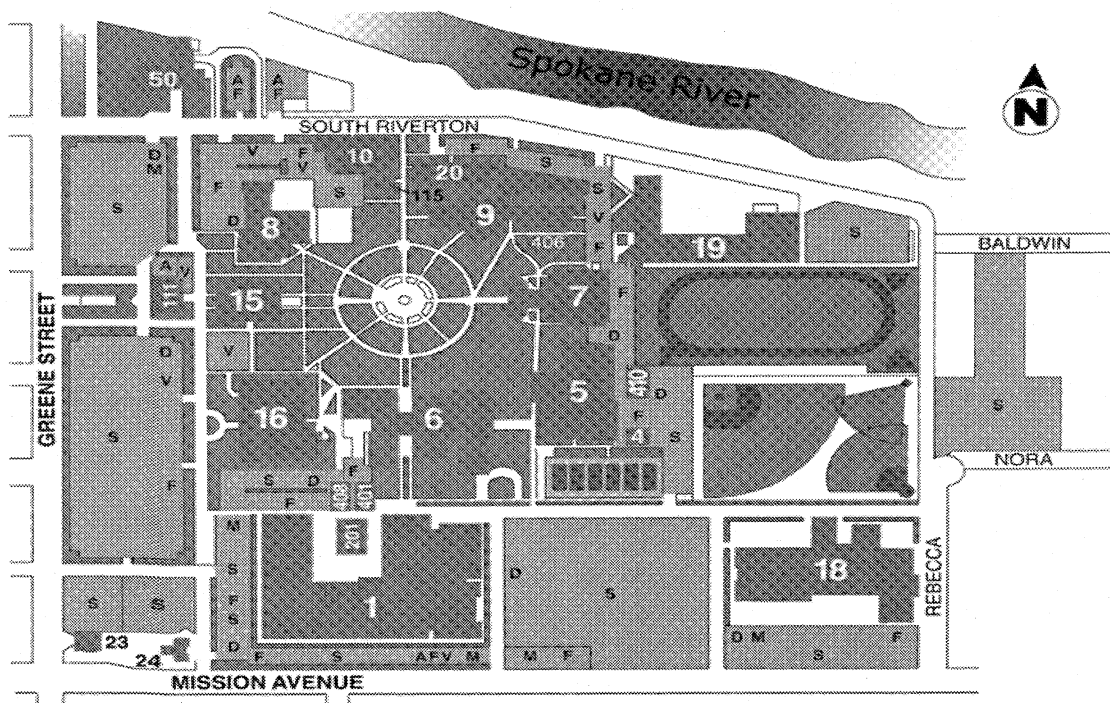 Spokane River
N
50
A
F
A
F
SOUTH RIVERTON
D
M
V
F
V
10
F
S
20
115
S
F
S
S
V
9
D
8
406
F
19
S
BALDWIN
A
V
111
15
7
F
D
GREENE STREET
V
D
V
S
16
6
5
410
D
F
4
S
S
NORA
F
S
D
F
F
408
401
M
201
S
F
S
D
1
D
S
18
REBECCA
S
S
23
24
F
S
A F V M
M
F
D M
F
S
MISSION AVENUE